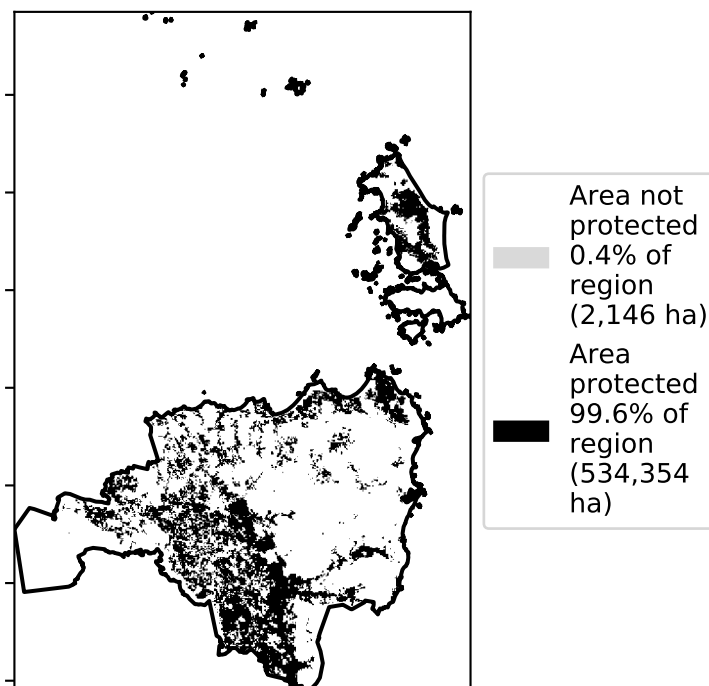 Area not
protected
0.4% of
region
(2,146 ha)
Area
protected
99.6% of
region
(534,354
ha)